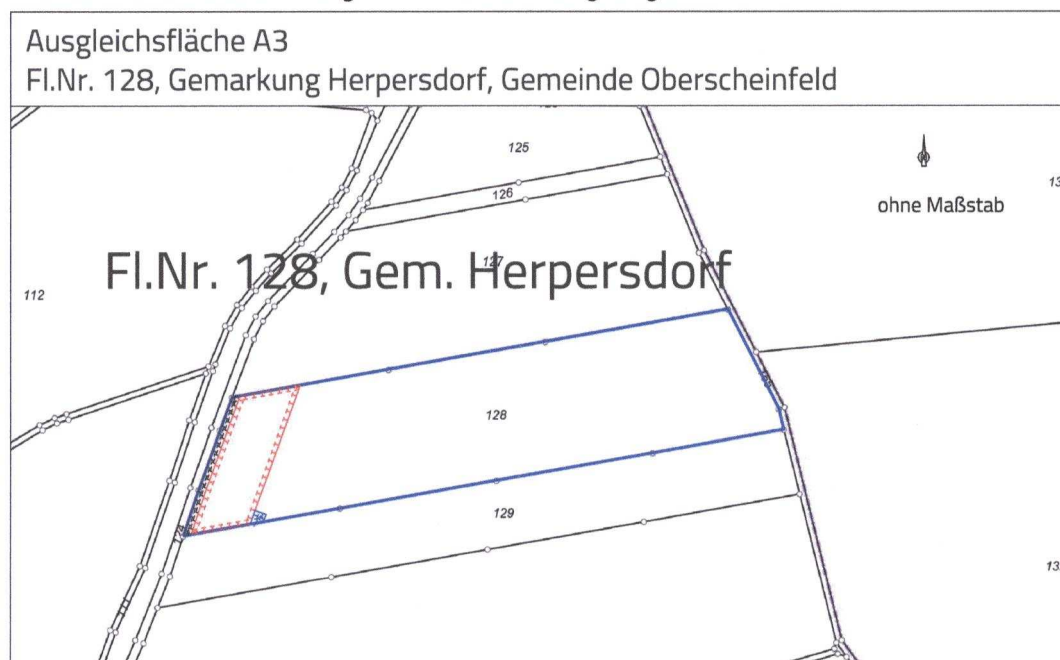 Ausgleichsfläche A3
Fl.Nr. 128, Gemarkung Herpersdorf, Gemeinde Oberscheinfeld
125
126
ohne Maßstab
127
Fl.Nr. 128, Gem. Herpersdorf
112
128
129